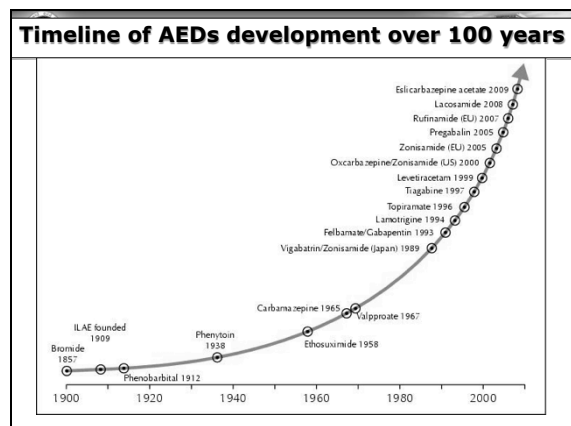 Timeline of AEDs development over 100 years
Eslicarbazepine acetate 2009
Lacosamide 2008
Rufinamide (EU) 2007
Pregabalin 2005
Zonisamide (EU) 2005
Oxcarbazepine/Zonisamide (US) 2000
Levetiracetam 1999
Tiagabine 1997
Topiramate 1996
Lamotrigine 1994
Felbamate/Gabapentin 1993
Vigabatrin/Zonisamide (Japan) 1989
Carbamazepine 1965
Valpproate 1967
ILAE founded
1909
Phenytoin
1938
Ethosuximide 1958
Bromide
1857
Phenobarbital 1912
1900 1920 1940 1960 1980 2000